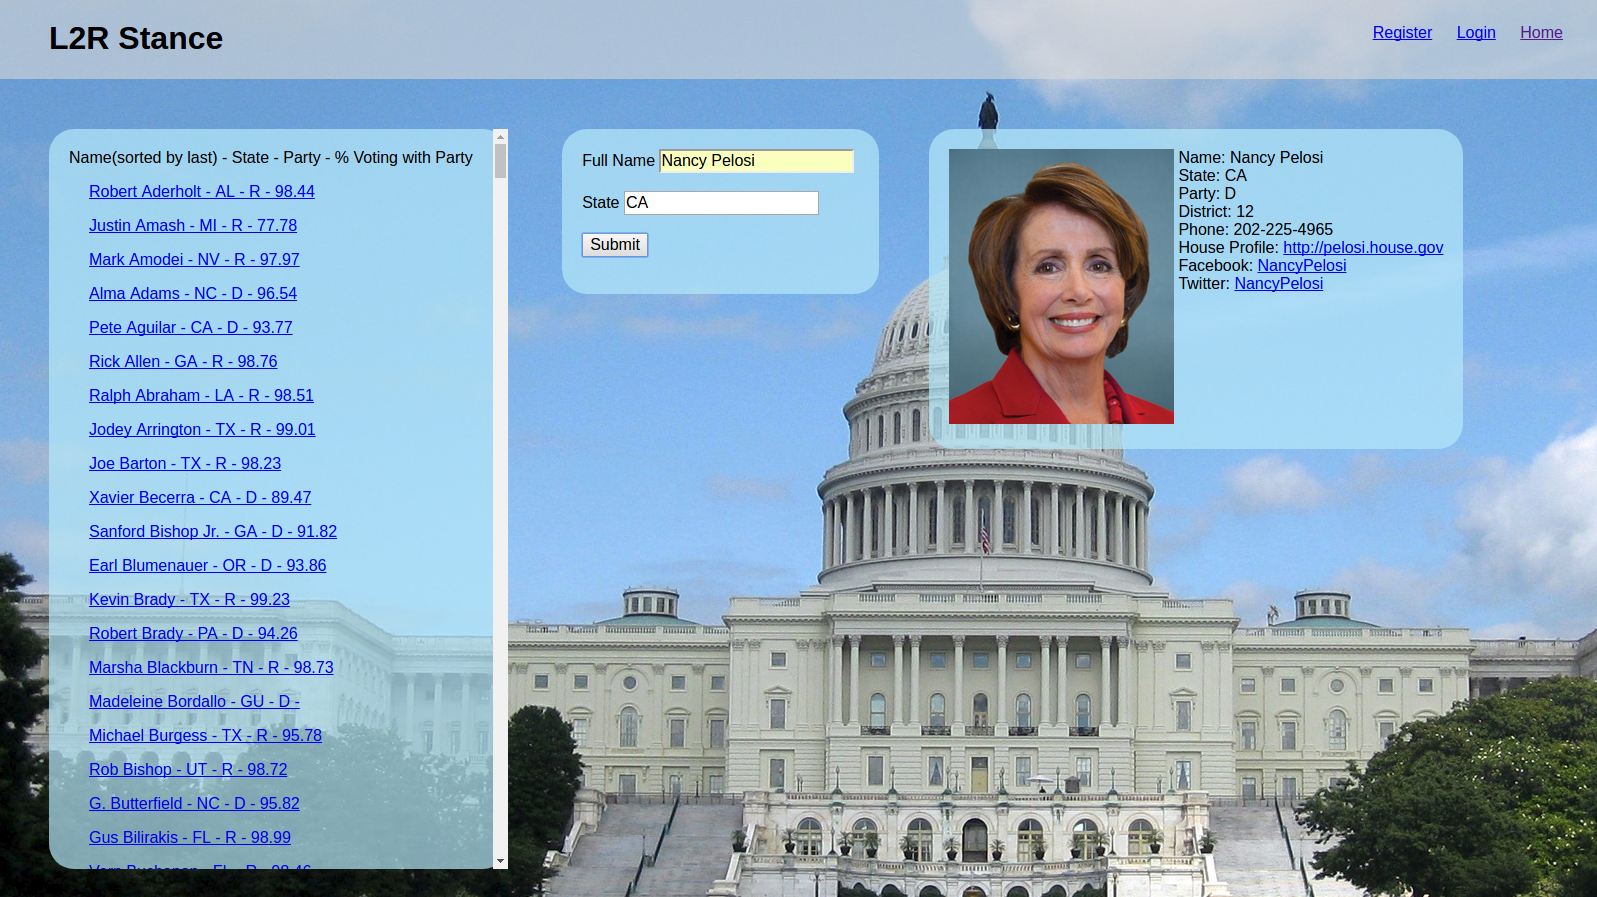 L2R Stance
Register Login Home
Name(sorted by last) - State - Party - % Voting with Party
Robert Aderholt - AL - R - 98.44
Justin Amash - MI - R - 77.78
Mark Amodei - NV - R - 97.97
Alma Adams - NC - D - 96.54
Pete Aguilar - CA - D - 93.77
Rick Allen - GA - R - 98.76
Ralph Abraham - LA - R - 98.51
Jodey Arrington - TX - R - 99.01
Joe Barton - TX - R - 98.23
Xavier Becerra - CA - D - 89.47
Sanford Bishop Jr. - GA - D - 91.82
Earl Blumenauer - OR - D - 93.86
Kevin Brady - TX - R - 99.23
Robert Brady - PA - D - 94.26
Marsha Blackburn - TN - R - 98.73
Madeleine Bordallo - GU - D -
Michael Burgess - TX - R - 95.78
Rob Bishop - UT - R - 98.72
G. Butterfield - NC - D - 95.82
Gus Bilirakis - FL - R - 98.99
Full Name Nancy Pelosi
State CA
Submit
Name: Nancy Pelosi
State: CA
Party: D
District: 12
Phone: 202-225-4965
House Profile: http://pelosi.house.gov
Facebook: NancyPelosi
Twitter: NancyPelosi